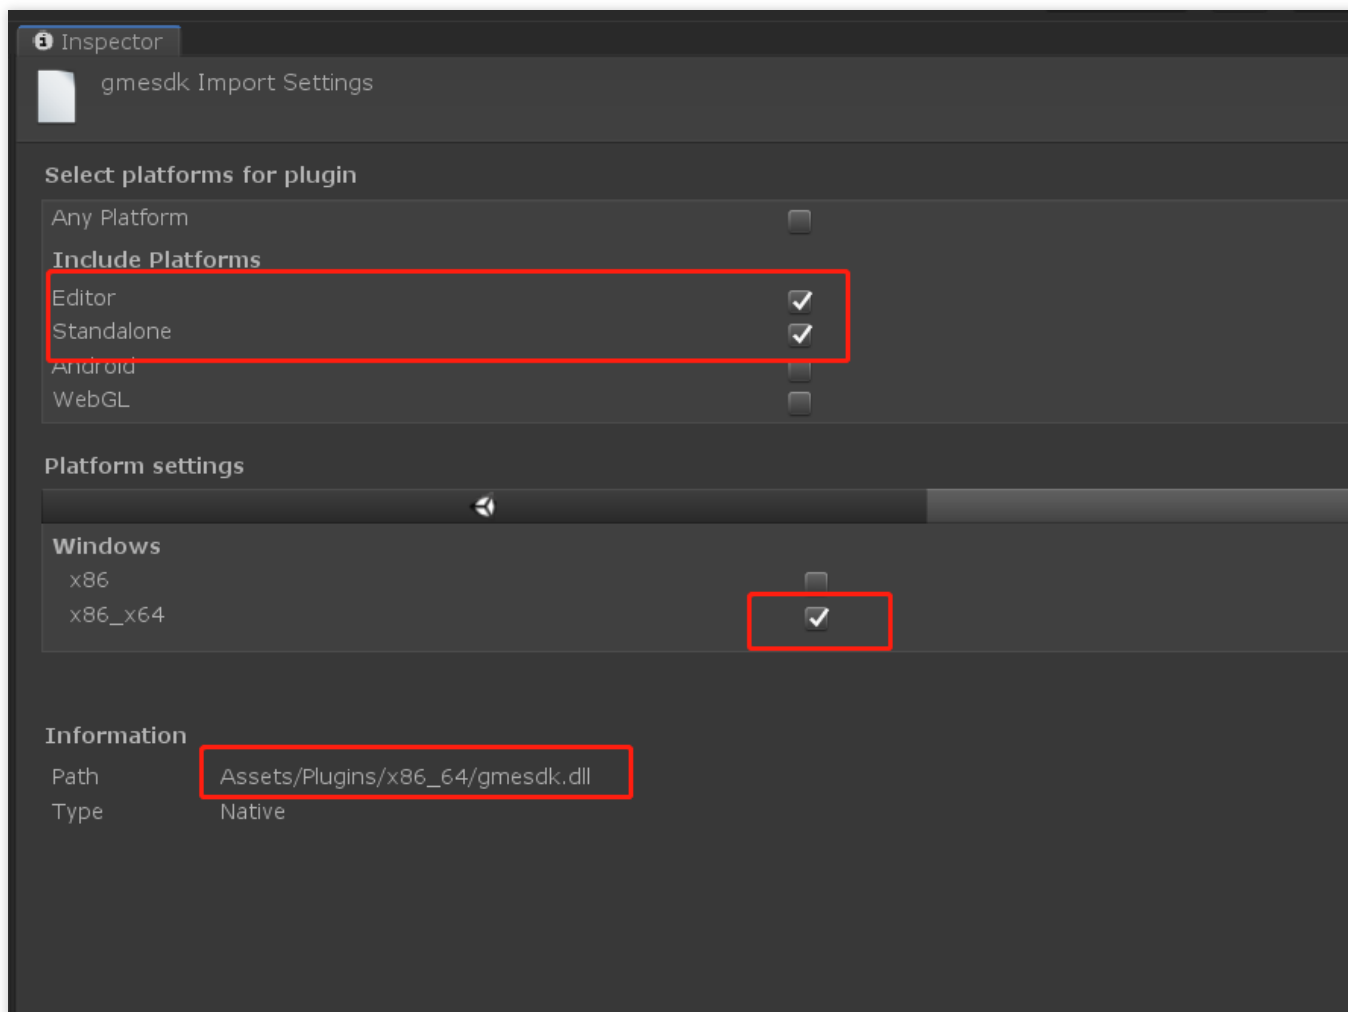 Inspector
gmesdk Import Settings
Select platforms for plugin
Any Platform
Include Platforms
Editor
Standalone
Android
WebGL
Platform settings
Windows
x86
x86_x64
Information
Path Assets/Plugins/x86_64/gmesdk.dll
Type Native